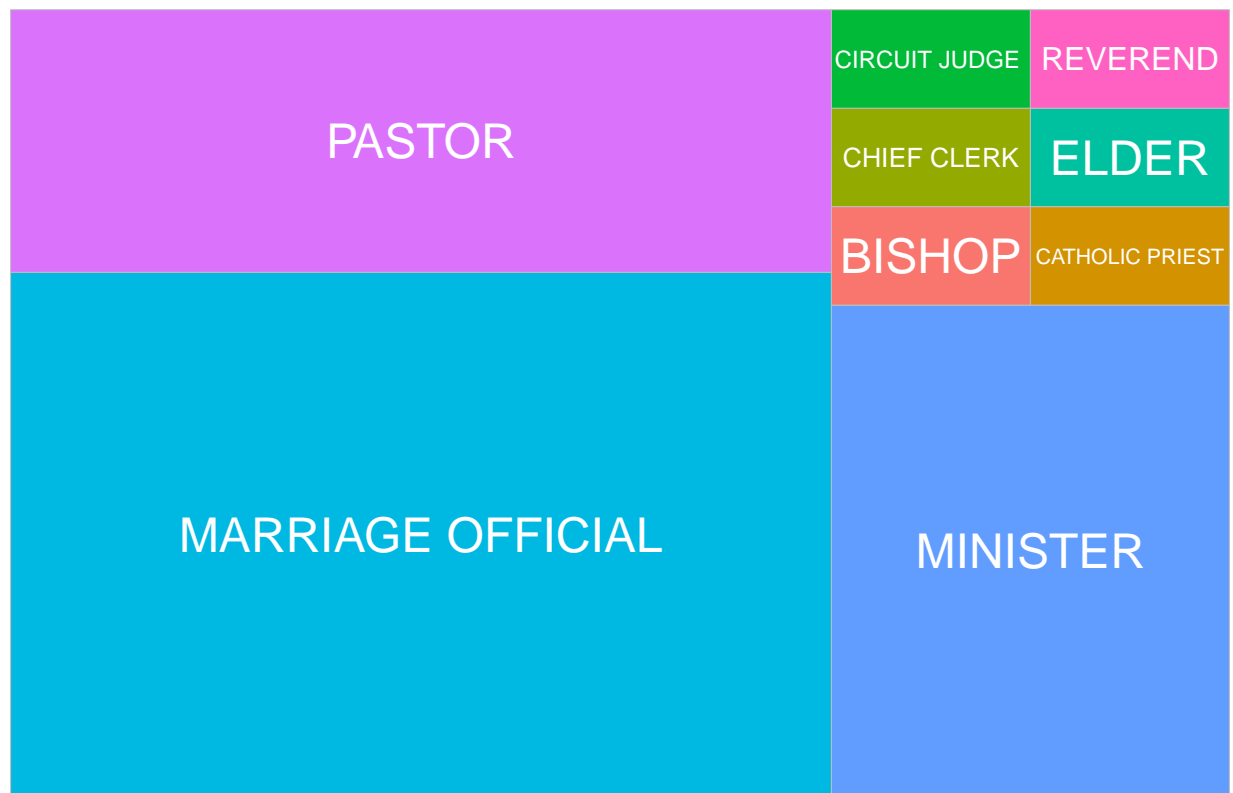 PASTOR
MARRIAGE OFFICIAL
CIRCUIT JUDGE
REVEREND
CHIEF CLERK
ELDER
BISHOP
CATHOLIC PRIEST
MINISTER